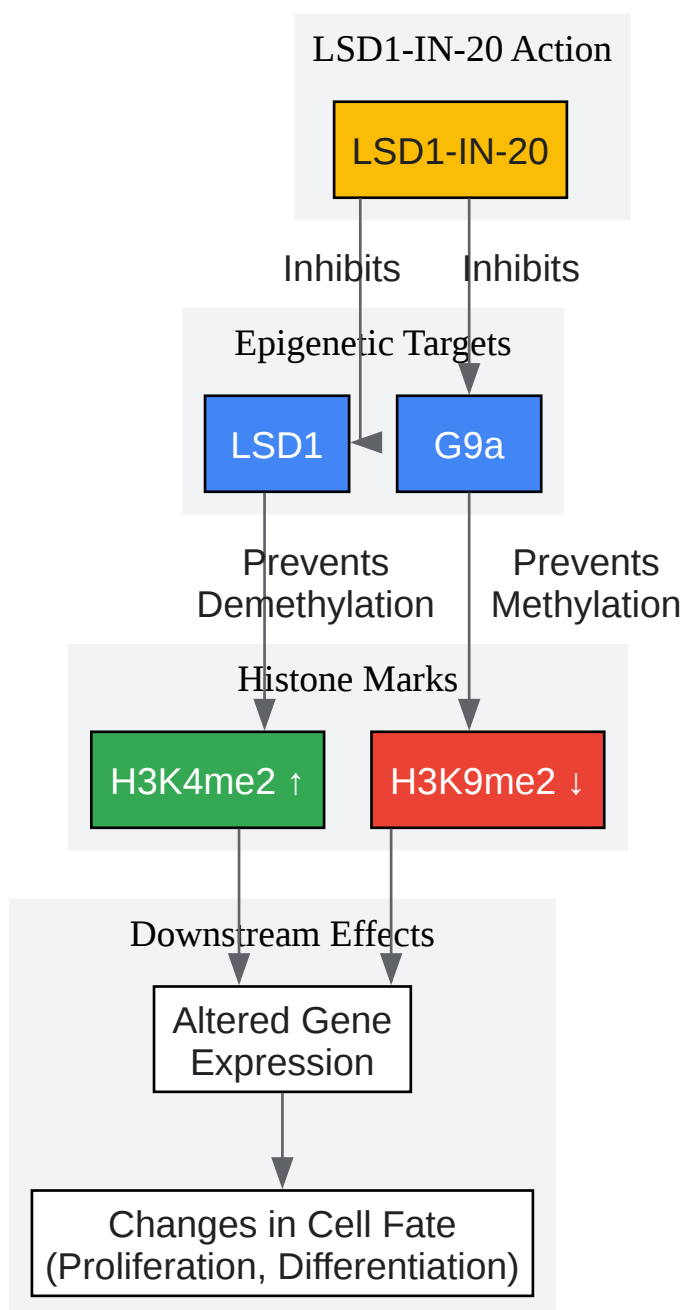 LSD1-IN-20 Action
LSD1-IN-20
Inhibits
Inhibits
Epigenetic Targets
LSD1
G9a
Prevents
Demethylation
Prevents
Methylation
Histone Marks
H3K4me2 ↑
H3K9me2 ↓
Downstream Effects
Altered Gene
Expression
Changes in Cell Fate
(Proliferation, Differentiation)